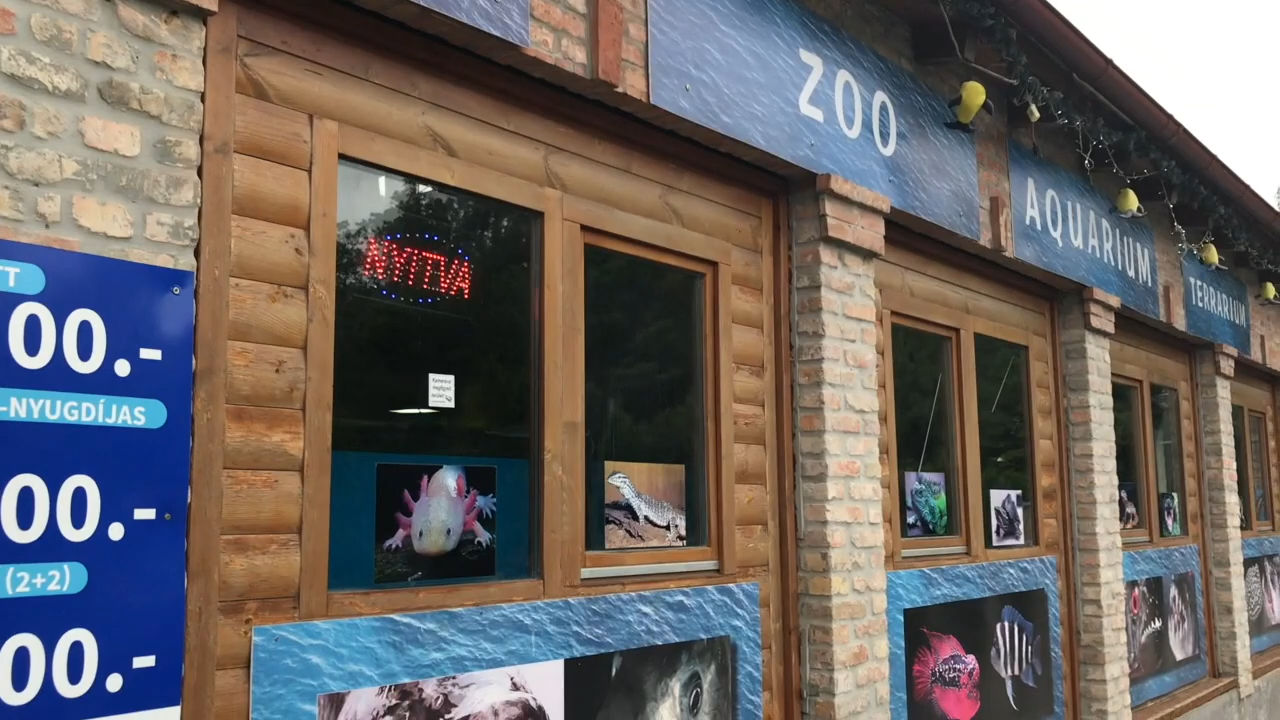 ZOO
AQUARIUM
TERRARIUM
NYITVA
TT
00.-
-NYUGDÍJAS
00.-
(2+2)
00.-